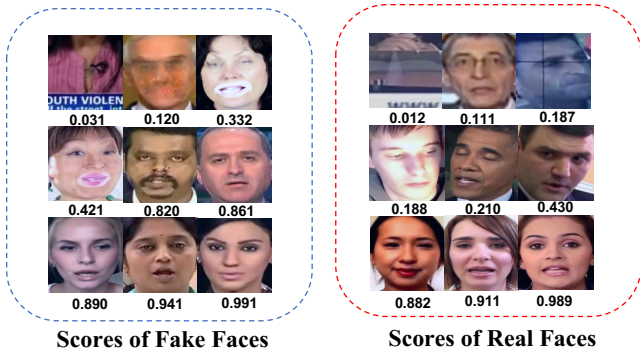 OUTH VIOLEN
0.031 0.120 0.332
0.012 0.111 0.187
0.421 0.820 0.861
0.188 0.210 0.430
0.890 0.941 0.991
0.882 0.911 0.989
Scores of Fake Faces
Scores of Real Faces